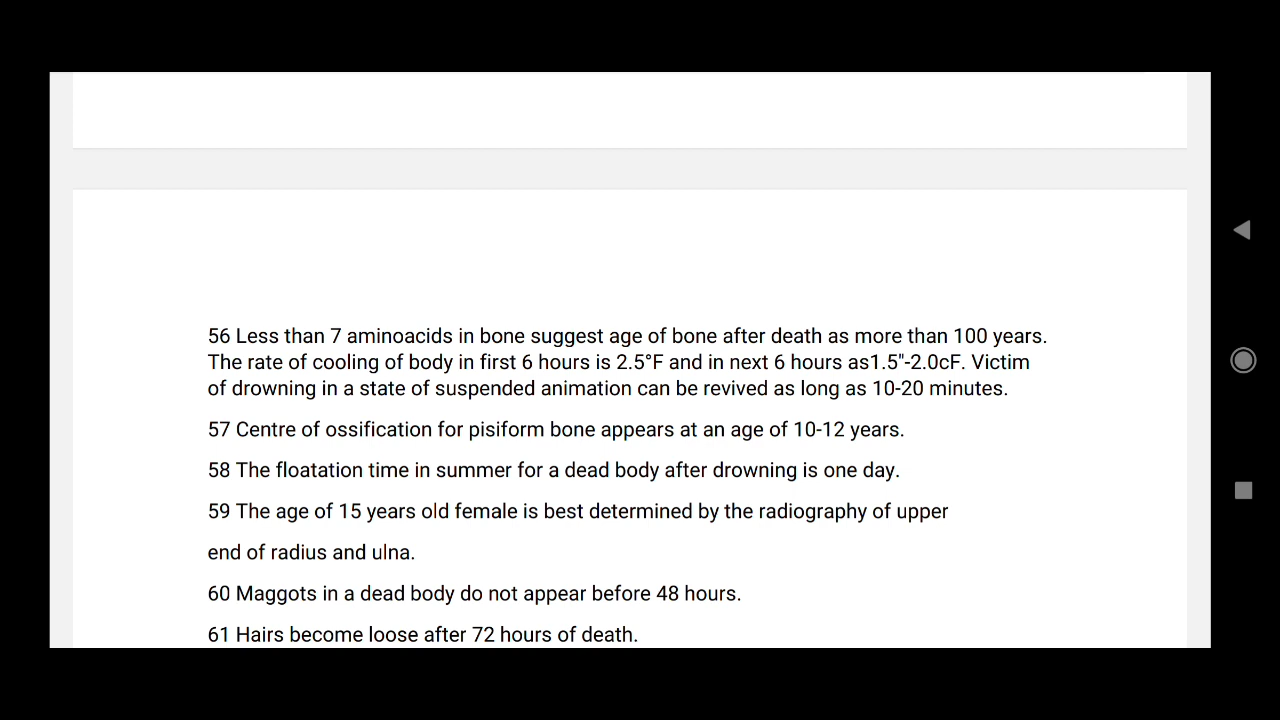 56 Less than 7 aminoacids in bone suggest age of bone after death as more than 100 years.
The rate of cooling of body in first 6 hours is 2.5°F and in next 6 hours as1.5"-2.0cF. Victim
of drowning in a state of suspended animation can be revived as long as 10-20 minutes.
57 Centre of ossification for pisiform bone appears at an age of 10-12 years.
58 The floatation time in summer for a dead body after drowning is one day.
59 The age of 15 years old female is best determined by the radiography of upper
end of radius and ulna.
60 Maggots in a dead body do not appear before 48 hours.
61 Hairs become loose after 72 hours of death.